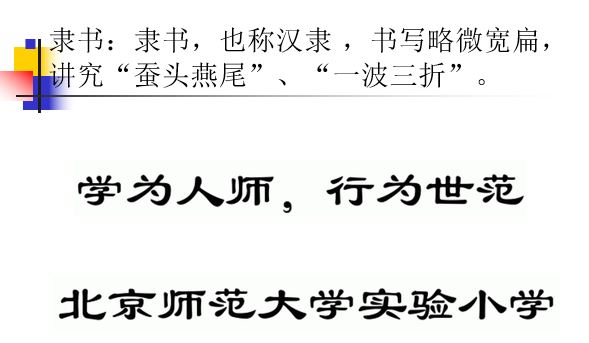 隶书：隶书，也称汉隶 ，书写略微宽扁，
讲究“蚕头燕尾”、“一波三折”。
学为人师，行为世范
北京师范大学实验小学